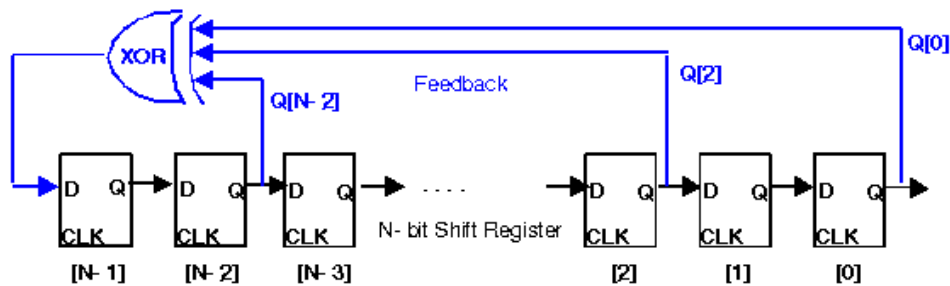 XOR
Q[0]
Q[2]
Feedback
Q[N-2]
D Q
D Q
D Q
D Q
D Q
D Q
. . . .
N-bit Shift Register
CLK
CLK
CLK
CLK
CLK
CLK
[N-1] [N-2] [N-3] [2] [1] [0]